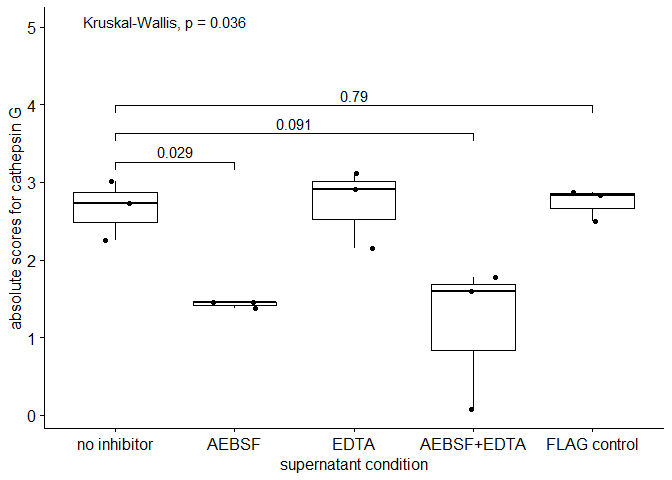 Kruskal-Wallis, p = 0.036
5
4
3
2
1
0
absolute scores for cathepsin G
0.79
0.091
0.029
no inhibitor
AEBSF
EDTA
AEBSF+EDTA
FLAG control
supernatant condition